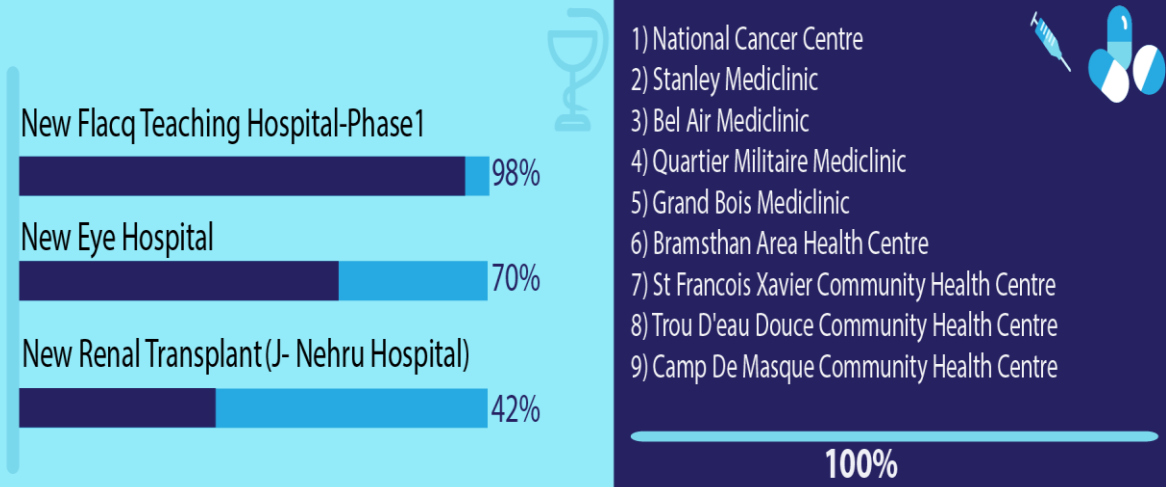 New Flacq Teaching Hospital-Phase1
98%
New Eye Hospital
70%
New Renal Transplant (J- Nehru Hospital)
42%
1) National Cancer Centre
2) Stanley Mediclinic
3) Bel Air Mediclinic
4) Quartier Militaire Mediclinic
5) Grand Bois Mediclinic
6) Bramsthan Area Health Centre
7) St Francois Xavier Community Health Centre
8) Trou D'eau Douce Community Health Centre
9) Camp De Masque Community Health Centre
100%